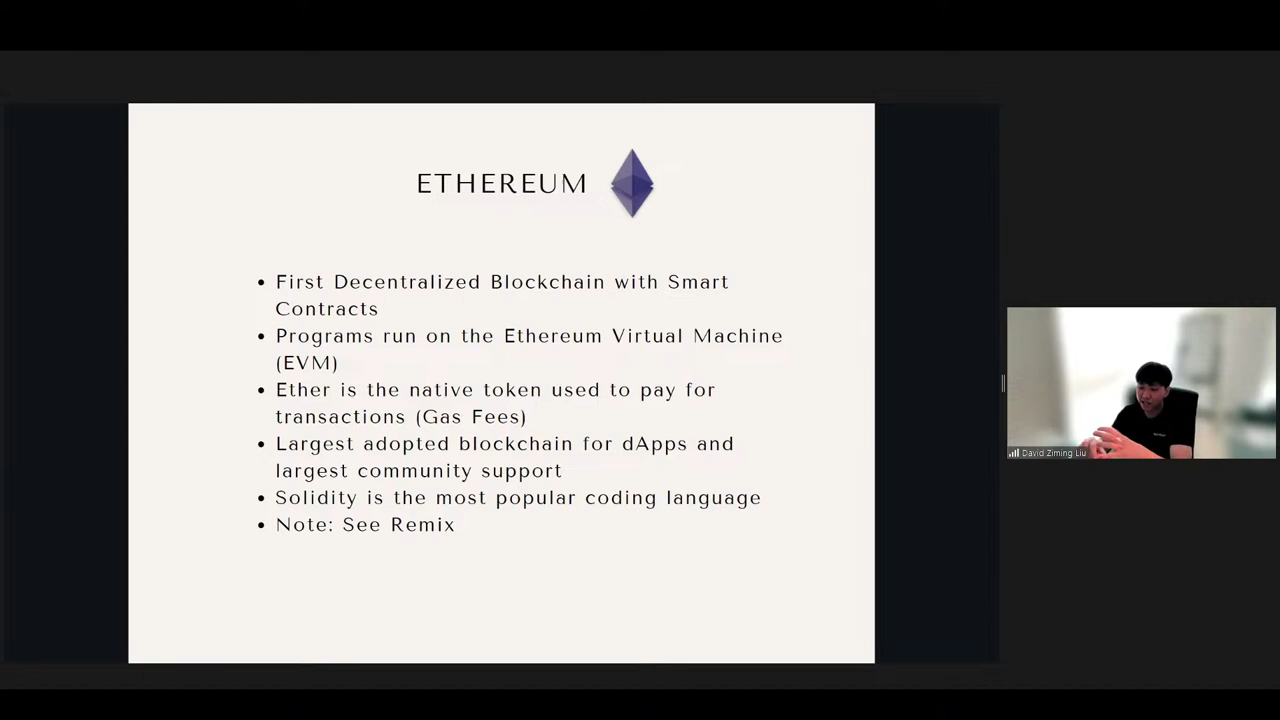 ETHEREUM
• First Decentralized Blockchain with Smart
Contracts
• Programs run on the Ethereum Virtual Machine
(EVM)
• Ether is the native token used to pay for
transactions (Gas Fees)
• Largest adopted blockchain for dApps and
largest community support
• Solidity is the most popular coding language
• Note: See Remix
David Ziming Liu